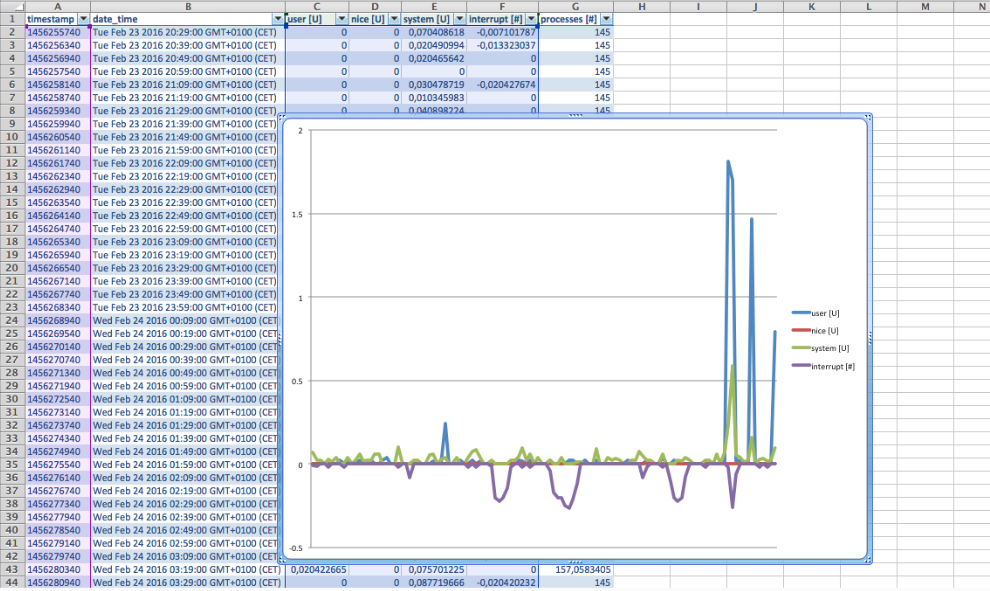 A B C D E F G H I J K L M N
1 timestamp date_time user [U] nice [U] system [U] interrupt [#] processes [#]
2 1456255740 Tue Feb 23 2016 20:29:00 GMT+0100 (CET) 0 0 0,070408618 -0,007101787 145
3 1456256340 Tue Feb 23 2016 20:39:00 GMT+0100 (CET) 0 0 0,020490994 -0,013323037 145
4 1456256940 Tue Feb 23 2016 20:49:00 GMT+0100 (CET) 0 0 0,020465642 0 145
5 1456257540 Tue Feb 23 2016 20:59:00 GMT+0100 (CET) 0 0 0 0 145
6 1456258140 Tue Feb 23 2016 21:09:00 GMT+0100 (CET) 0 0 0,030478719 -0,020427674 145
7 1456258740 Tue Feb 23 2016 21:19:00 GMT+0100 (CET) 0 0 0,010345983 0 145
8 1456259340 Tue Feb 23 2016 21:29:00 GMT+0100 (CET) 0 0 0,040898224 0 145
9 1456259940 Tue Feb 23 2016 21:39:00 GMT+0100 (CET)
10 1456260540 Tue Feb 23 2016 21:49:00 GMT+0100 (CET) 2
11 1456261140 Tue Feb 23 2016 21:59:00 GMT+0100 (CET)
12 1456261740 Tue Feb 23 2016 22:09:00 GMT+0100 (CET)
13 1456262340 Tue Feb 23 2016 22:19:00 GMT+0100 (CET)
14 1456262940 Tue Feb 23 2016 22:29:00 GMT+0100 (CET)
15 1456263540 Tue Feb 23 2016 22:39:00 GMT+0100 (CET)
16 1456264140 Tue Feb 23 2016 22:49:00 GMT+0100 (CET) 1.5
17 1456264740 Tue Feb 23 2016 22:59:00 GMT+0100 (CET)
18 1456265340 Tue Feb 23 2016 23:09:00 GMT+0100 (CET)
19 1456265940 Tue Feb 23 2016 23:19:00 GMT+0100 (CET)
20 1456266540 Tue Feb 23 2016 23:29:00 GMT+0100 (CET)
21 1456267140 Tue Feb 23 2016 23:39:00 GMT+0100 (CET)
22 1456267740 Tue Feb 23 2016 23:49:00 GMT+0100 (CET) 1
23 1456268340 Tue Feb 23 2016 23:59:00 GMT+0100 (CET) user [U]
24 1456268940 Wed Feb 24 2016 00:09:00 GMT+0100 (CET
25 1456269540 Wed Feb 24 2016 00:19:00 GMT+0100 (CET nice [U]
26 1456270140 Wed Feb 24 2016 00:29:00 GMT+0100 (CET system [U]
27 1456270740 Wed Feb 24 2016 00:39:00 GMT+0100 (CET interrupt [#]
28 1456271340 Wed Feb 24 2016 00:49:00 GMT+0100 (CET 0.5
29 1456271940 Wed Feb 24 2016 00:59:00 GMT+0100 (CET
30 1456272540 Wed Feb 24 2016 01:09:00 GMT+0100 (CET
31 1456273140 Wed Feb 24 2016 01:19:00 GMT+0100 (CET
32 1456273740 Wed Feb 24 2016 01:29:00 GMT+0100 (CET
33 1456274340 Wed Feb 24 2016 01:39:00 GMT+0100 (CET
34 1456274940 Wed Feb 24 2016 01:49:00 GMT+0100 (CET
35 1456275540 Wed Feb 24 2016 01:59:00 GMT+0100 (CET 0
36 1456276140 Wed Feb 24 2016 02:09:00 GMT+0100 (CET
37 1456276740 Wed Feb 24 2016 02:19:00 GMT+0100 (CET
38 1456277340 Wed Feb 24 2016 02:29:00 GMT+0100 (CET
39 1456277940 Wed Feb 24 2016 02:39:00 GMT+0100 (CET
40 1456278540 Wed Feb 24 2016 02:49:00 GMT+0100 (CET
41 1456279140 Wed Feb 24 2016 02:59:00 GMT+0100 (CET -0.5
42 1456279740 Wed Feb 24 2016 03:09:00 GMT+0100 (CET
43 1456280340 Wed Feb 24 2016 03:19:00 GMT+0100 (CET) 0,020422665 0 0,075701225 0 157,0583405
44 1456280940 Wed Feb 24 2016 03:29:00 GMT+0100 (CET) 0 0 0,087719666 -0,020420232 145